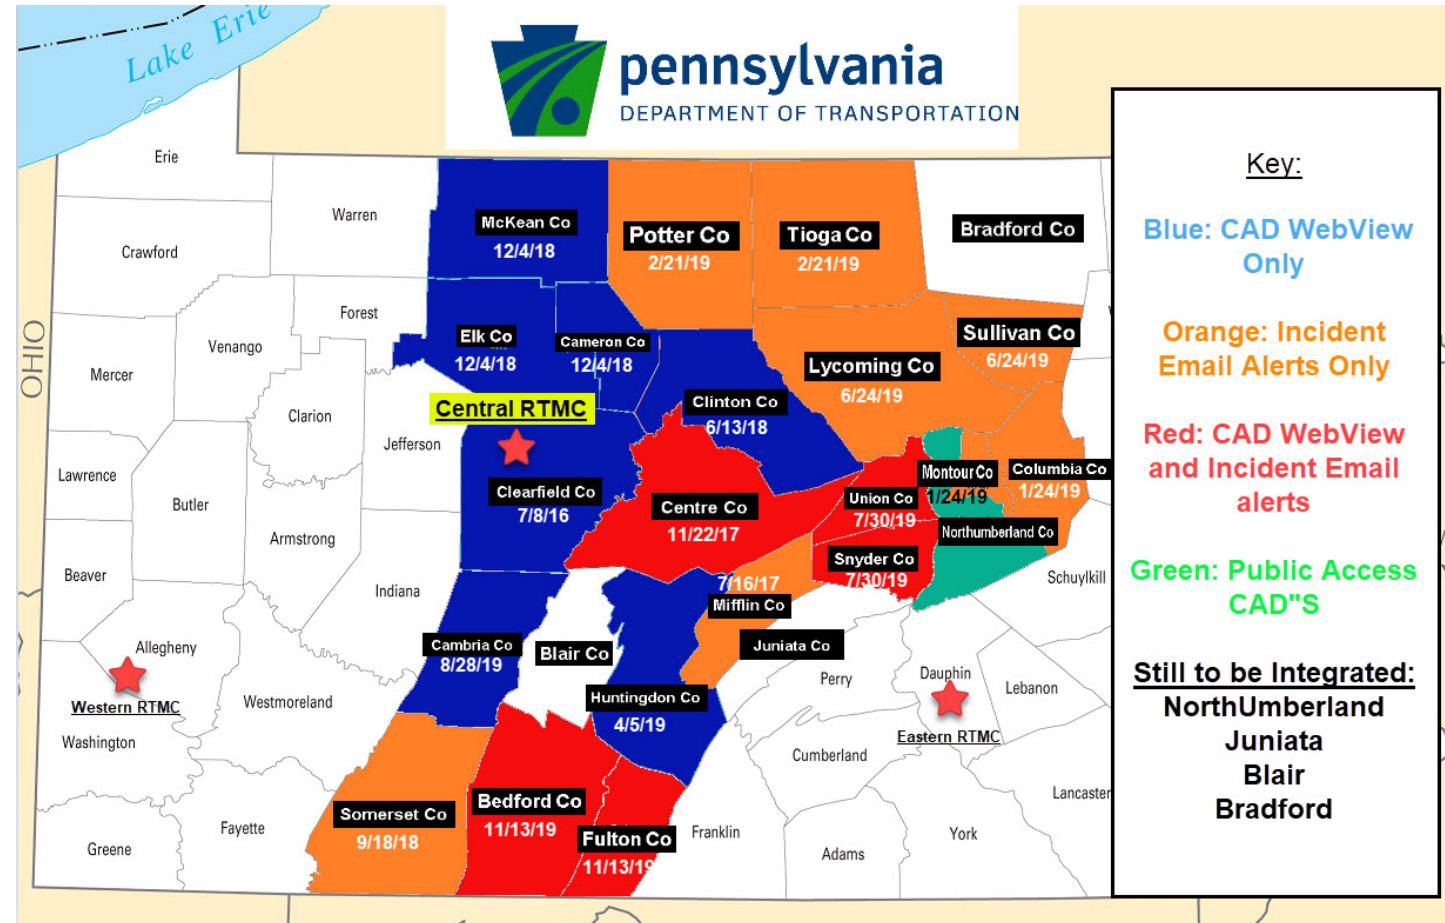 Lake Erie
pennsylvania
DEPARTMENT OF TRANSPORTATION
Erie
Warren
Crawford
McKean Co
12/4/18
Potter Co
2/21/19
Tioga Co
2/21/19
Bradford Co
Forest
Venango
Mercer
OHIO
Elk Co
12/4/18
Cameron Co
12/4/18
Sullivan Co
6/24/19
Lycoming Co
6/24/19
Clarion
Jefferson
Central RTMC
Clinton Co
6/13/18
Lawrence
Butler
Clearfield Co
7/8/16
Centre Co
11/22/17
Union Co
7/30/19
Montour Co
1/24/19
Columbia Co
1/24/19
Armstrong
Northumberland Co
Snyder Co
7/30/19
Beaver
Indiana
7/16/17
Mifflin Co
Schuylkill
Allegheny
Cambria Co
8/28/19
Blair Co
Juniata Co
Perry
Dauphin
Lebanon
Western RTMC
Westmoreland
Huntingdon Co
4/5/19
Eastern RTMC
Washington
Cumberland
Lancaster
Somerset Co
9/18/18
Bedford Co
11/13/19
Fulton Co
11/13/19
Fayette
Greene
Franklin
Adams
York
Key:
Blue: CAD WebView
Only
Orange: Incident
Email Alerts Only
Red: CAD WebView
and Incident Email
alerts
Green: Public Access
CAD"S
Still to be Integrated:
NorthUmberland
Juniata
Blair
Bradford